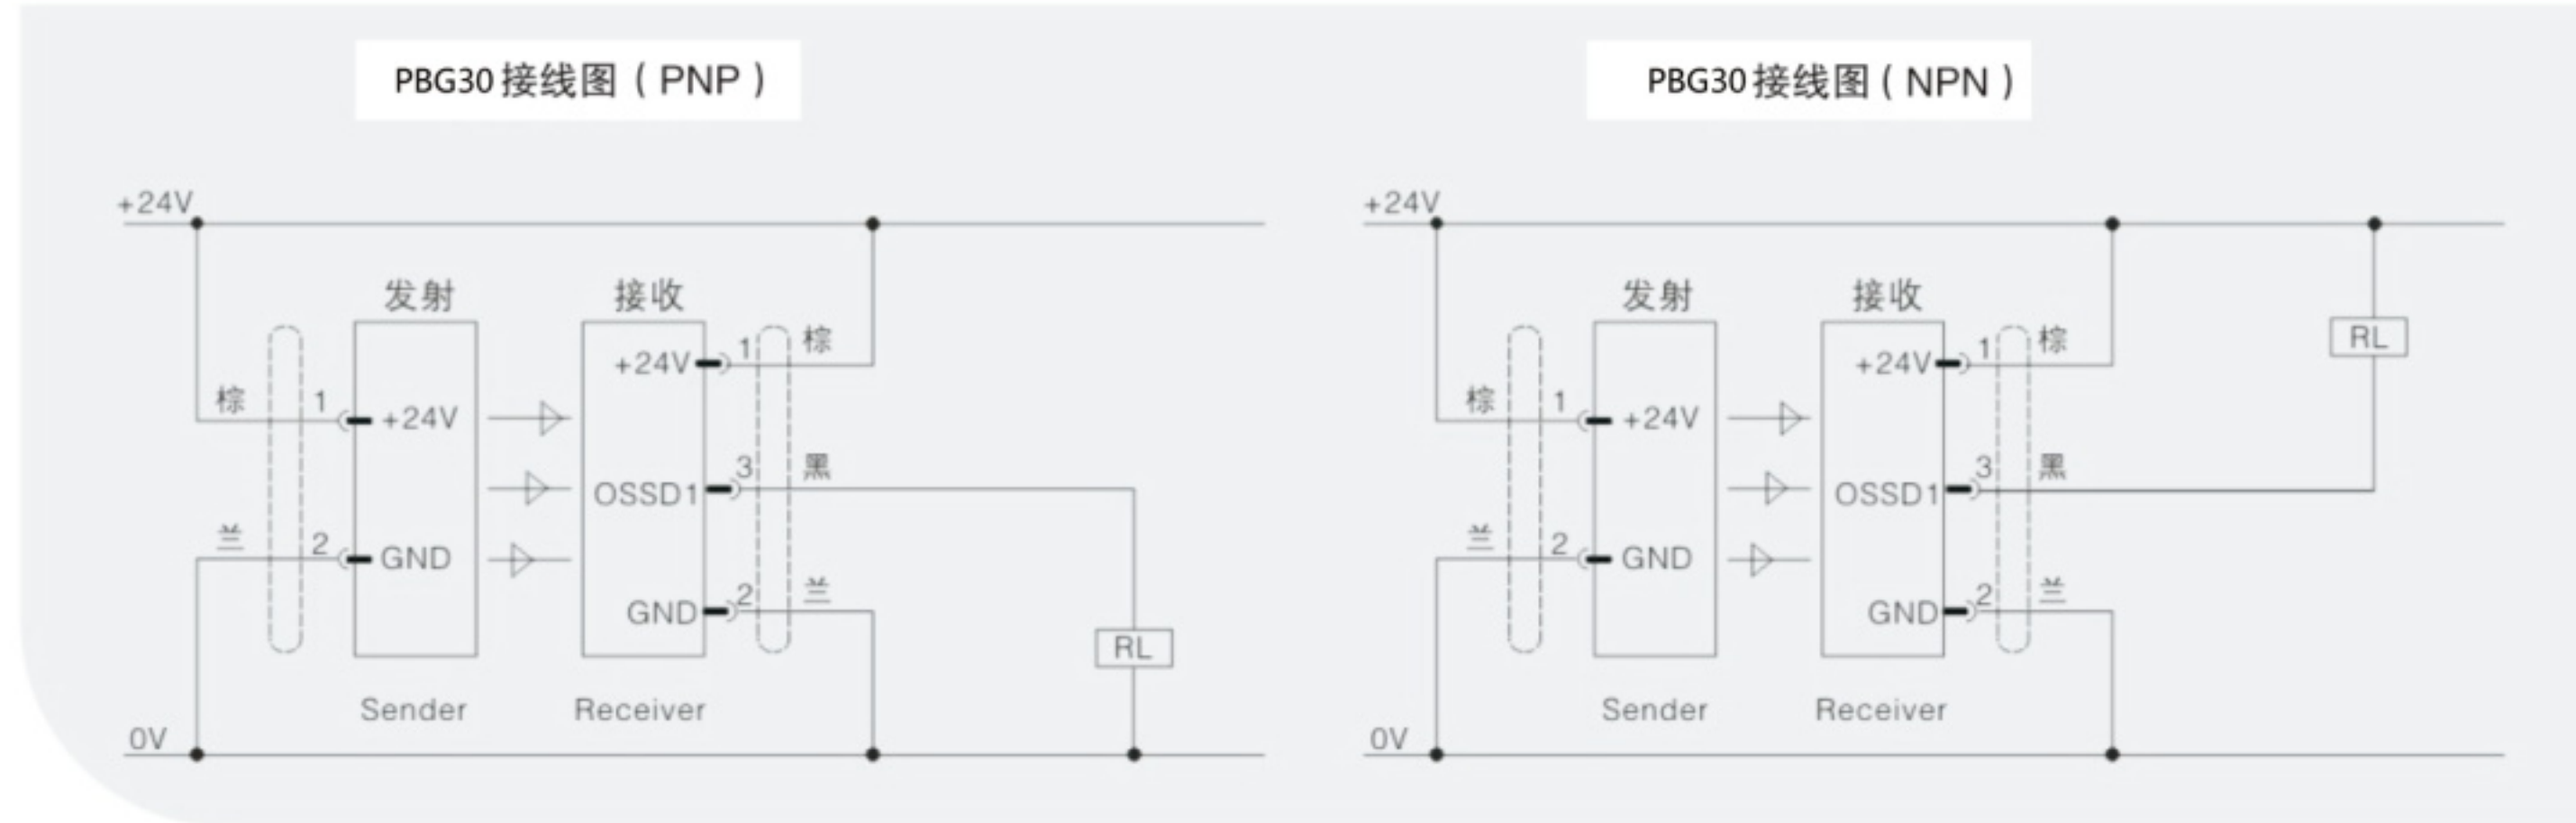 PBG30 接线图 ( PNP )
+24V
发射
接收
+24V
1
棕
棕
1
+24V
OSSD1
3
黑
兰
2
GND
GND
2
兰
RL
Sender
Receiver
0V
PBG30 接线图 ( NPN )
+24V
发射
接收
RL
+24V
1
棕
棕
1
+24V
OSSD1
3
黑
兰
2
GND
GND
2
兰
Sender
Receiver
0V